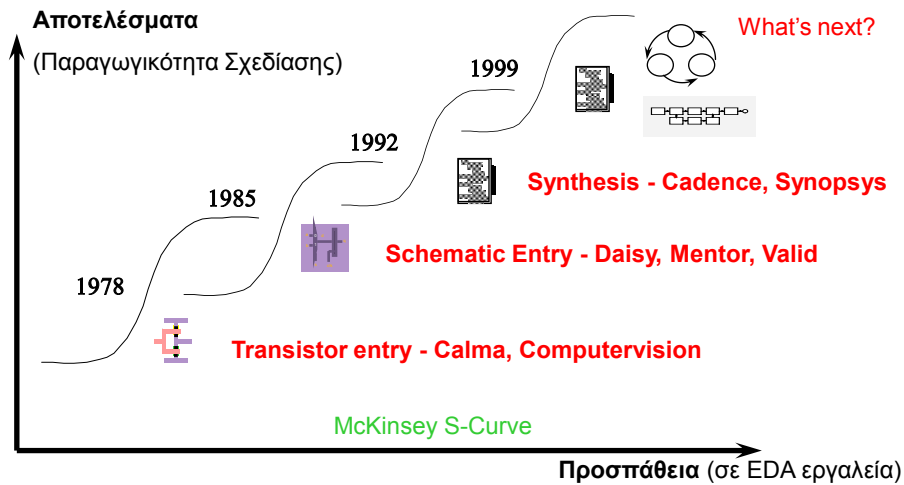 Αποτελέσματα
(Παραγωγικότητα Σχεδίασης)
What's next?
1999
1992
Synthesis - Cadence, Synopsys
1985
Schematic Entry - Daisy, Mentor, Valid
1978
Transistor entry - Calma, Computervision
McKinsey S-Curve
Προσπάθεια (σε EDA εργαλεία)